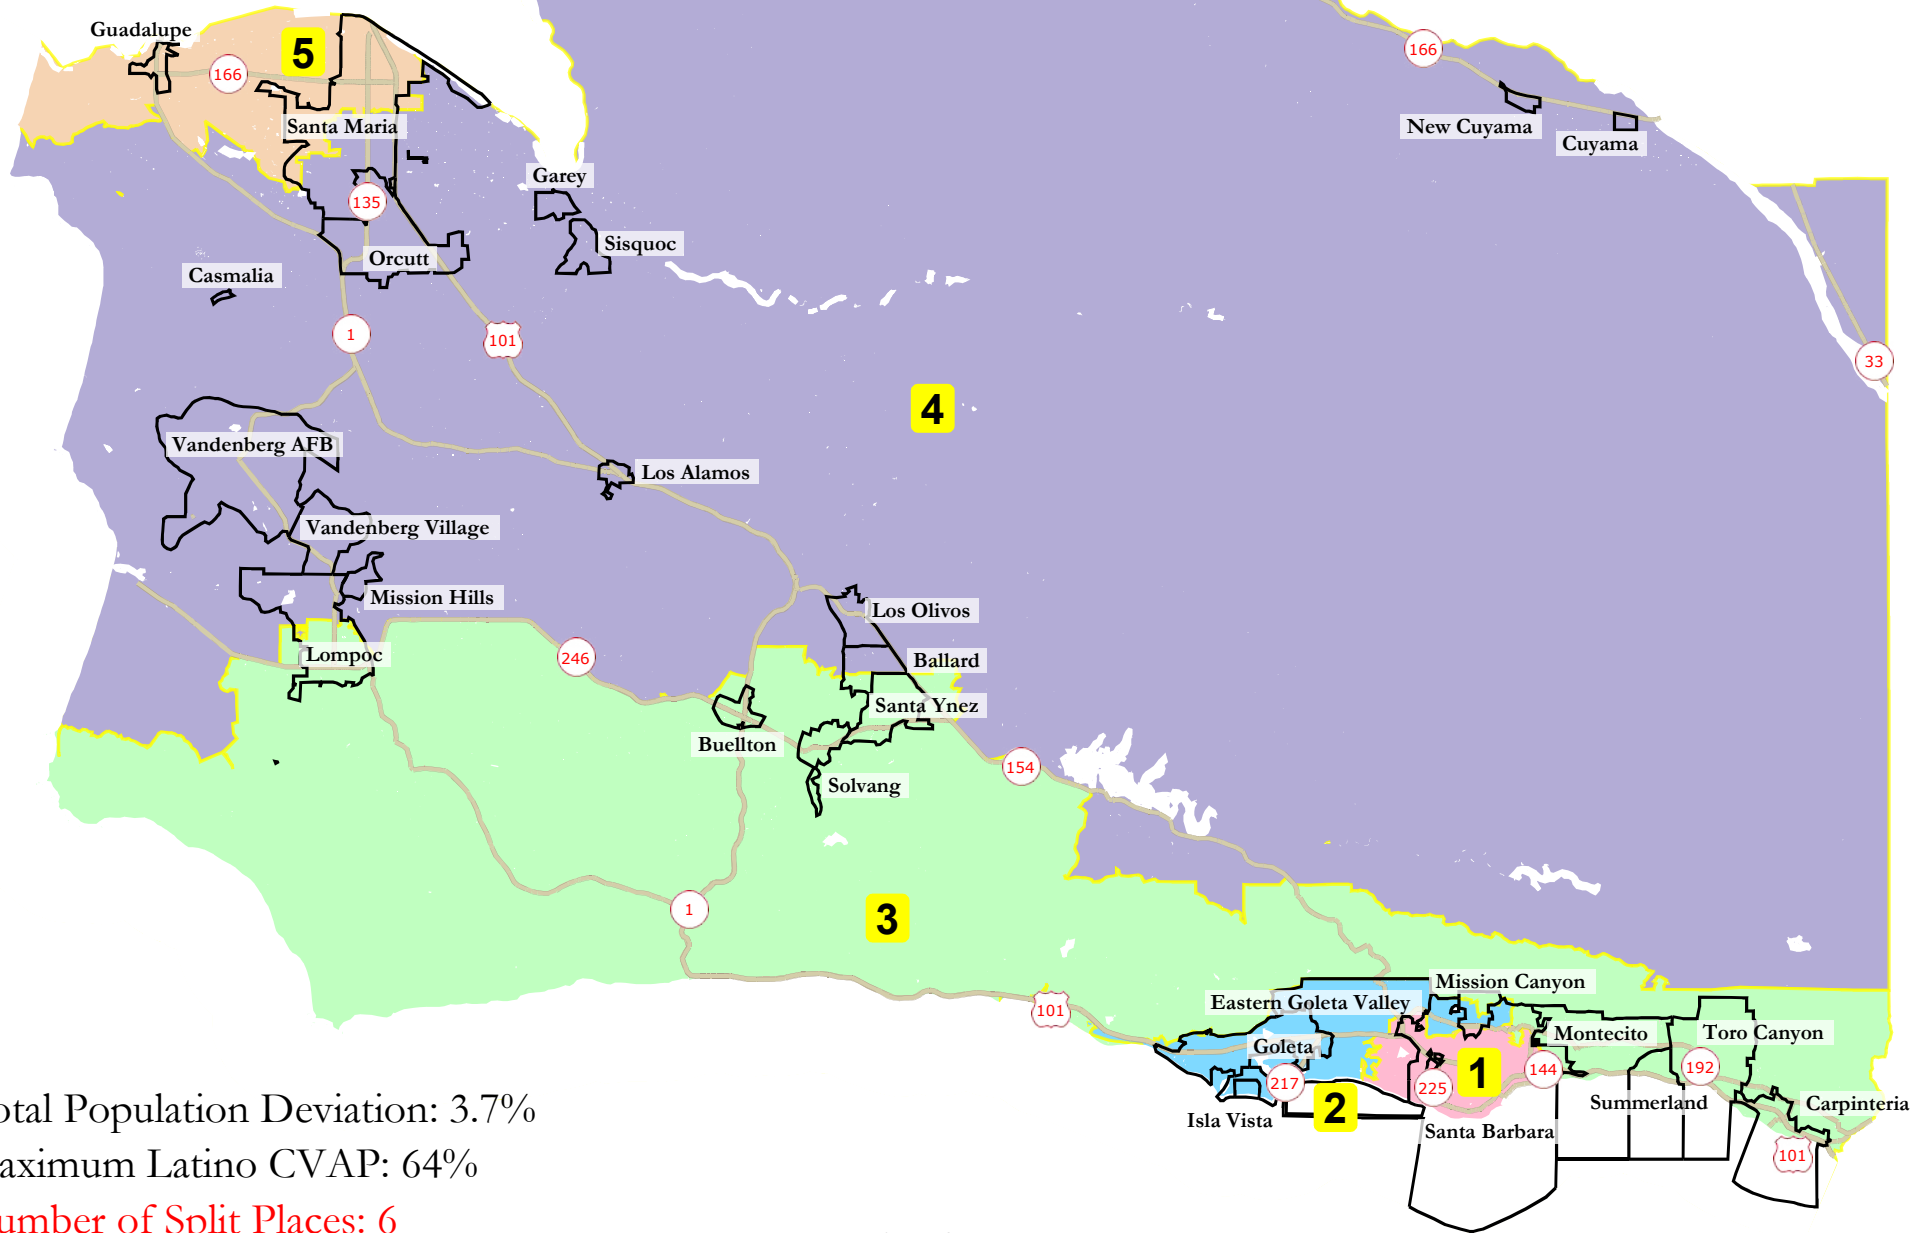 Guadalupe
5
166
166
Santa Maria
New Cuyama
Cuyama
Garey
135
Sisquoc
Orcutt
Casmalia
1
101
33
4
Vandenberg AFB
Los Alamos
Vandenberg Village
Mission Hills
Los Olivos
Lompoc
246
Ballard
Santa Ynez
Buellton
154
Solvang
1
3
101
Mission Canyon
Eastern Goleta Valley
Goleta
Montecito
Toro Canyon
217
2
225
1
144
192
Isla Vista
Santa Barbara
Summerland
Carpinteria
101
otal Population Deviation: 3.7%
aximum Latino CVAP: 64%
umber of Split Places: 6